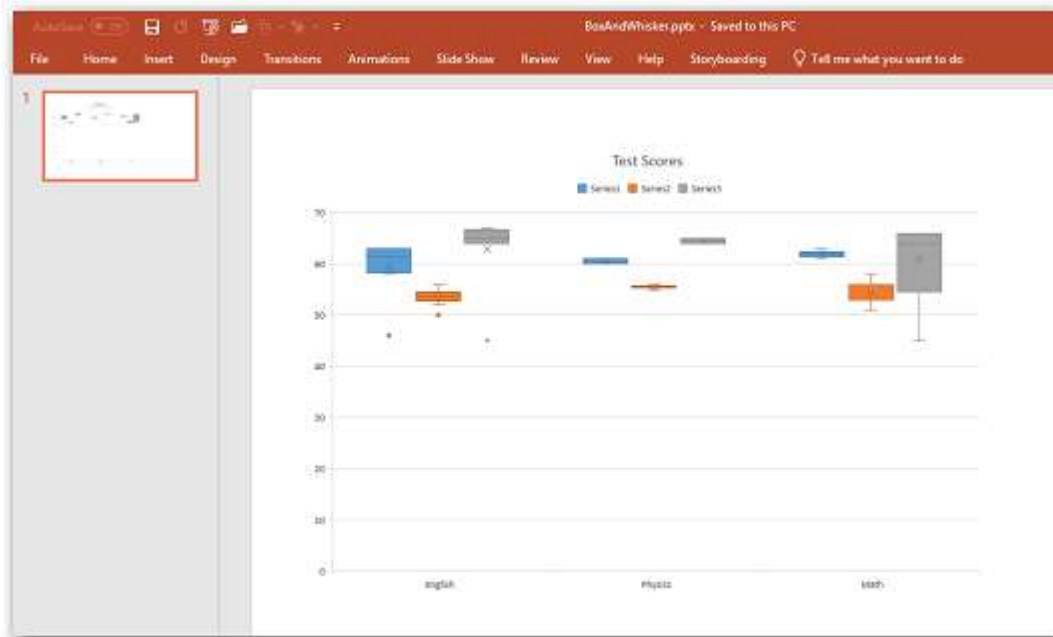 AutoSave Off BoxAndWhisker.pptx - Saved to this PC
File Home Insert Design Transitions Animations Slide Show Review View Help Storyboarding Tell me what you want to do
1
Test Scores
Series1 Series2 Series3
70
60
50
40
30
20
10
0
English Physics Math